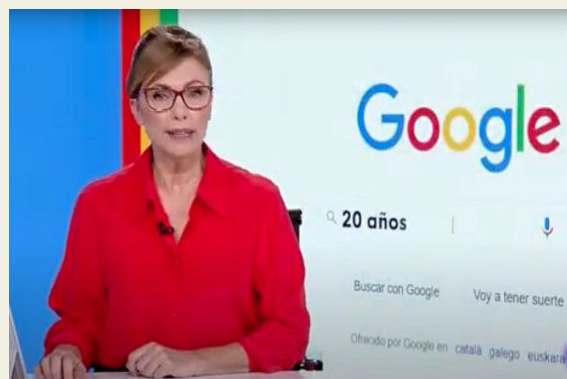 Google
20 años
Buscar con Google Voy a tener suerte
Ofrecido por Google en català galego euskara